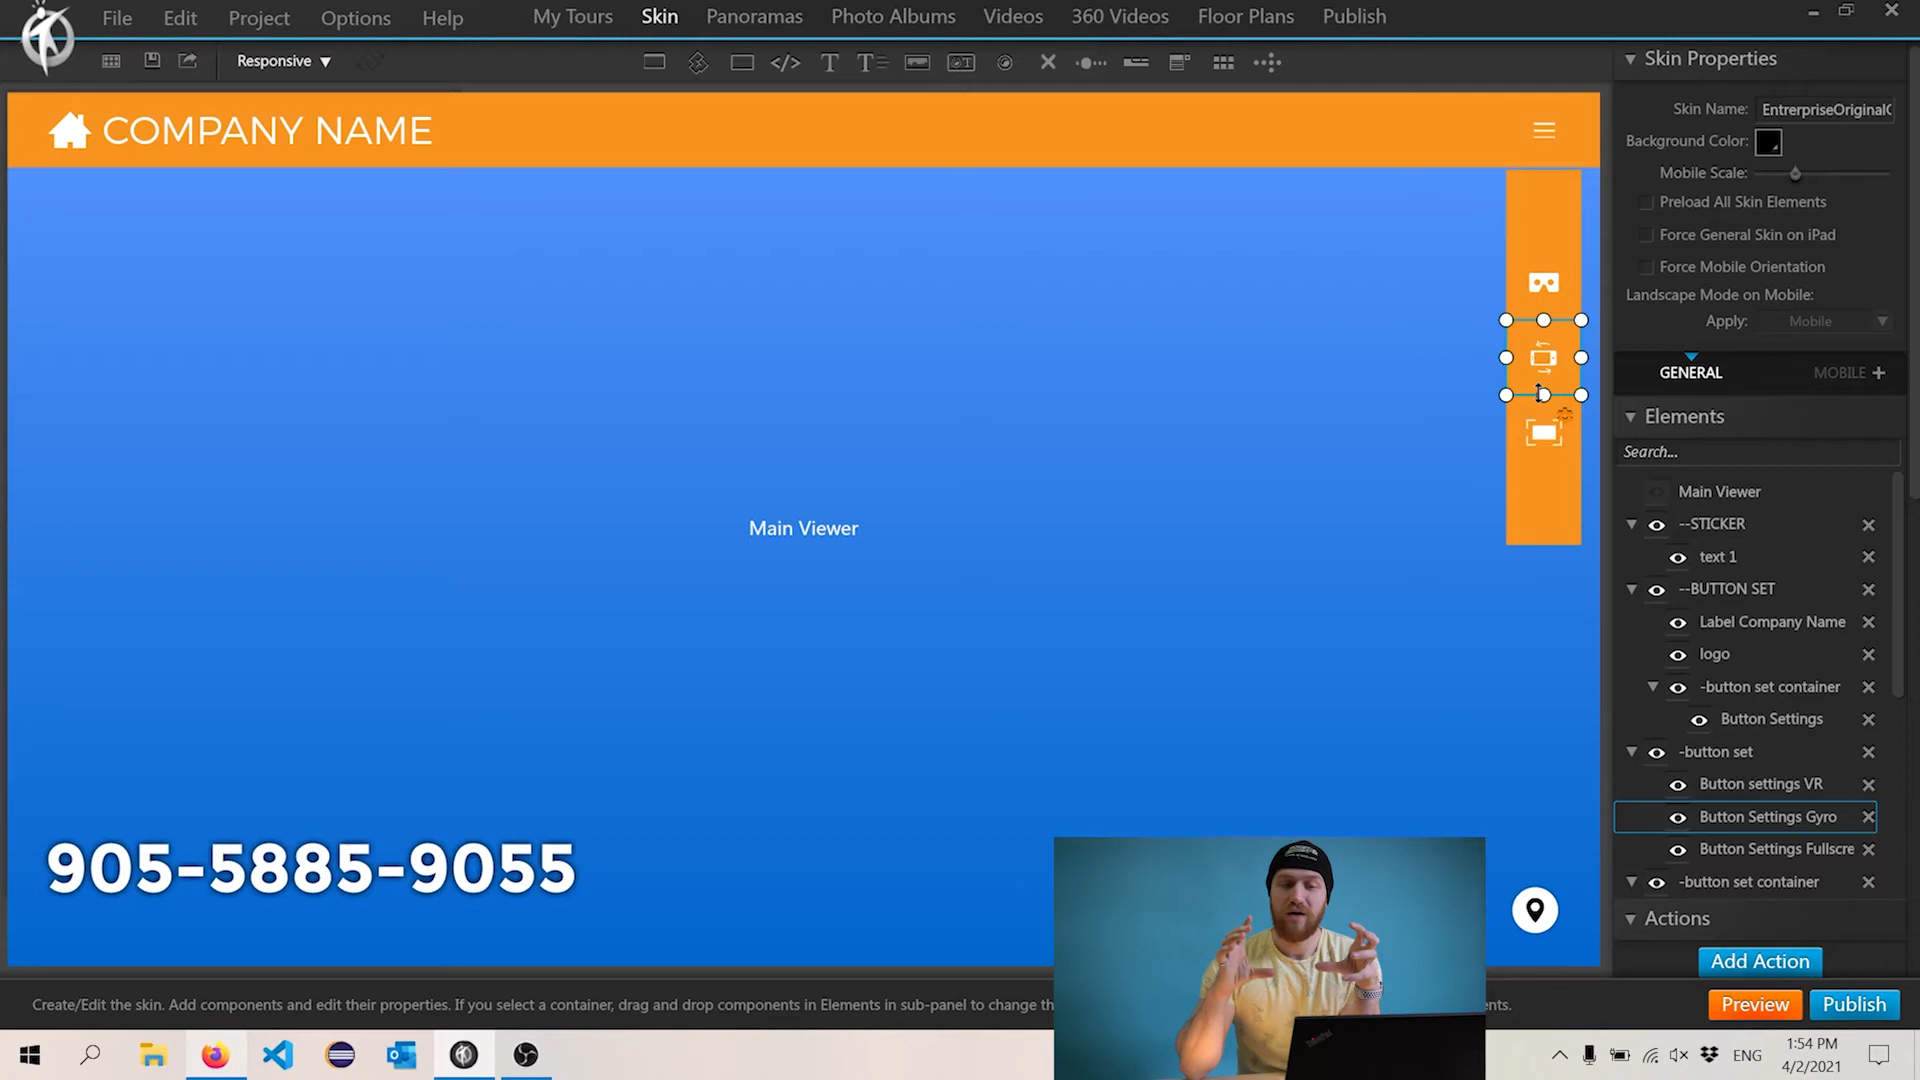 File Edit Project Options Help My Tours Skin Panoramas Photo Albums Videos 360 Videos Floor Plans Publish
Responsive
Skin Properties
COMPANY NAME
Skin Name: EntrerpriseOriginal
Background Color:
Mobile Scale:
Preload All Skin Elements
Force General Skin on iPad
Force Mobile Orientation
Landscape Mode on Mobile:
Apply: Mobile
GENERAL MOBILE +
Elements
Search...
Main Viewer
--STICKER
text 1
--BUTTON SET
Label Company Name
logo
-button set container
Button Settings
-button set
Button settings VR
Button Settings Gyro
Button Settings Fullscre
-button set container
Actions
Add Action
Main Viewer
905-5885-9055
Create/Edit the skin. Add components and edit their properties. If you select a container, drag and drop components in Elements in sub-panel to change th
Preview Publish
ENG
1:54 PM
4/2/2021